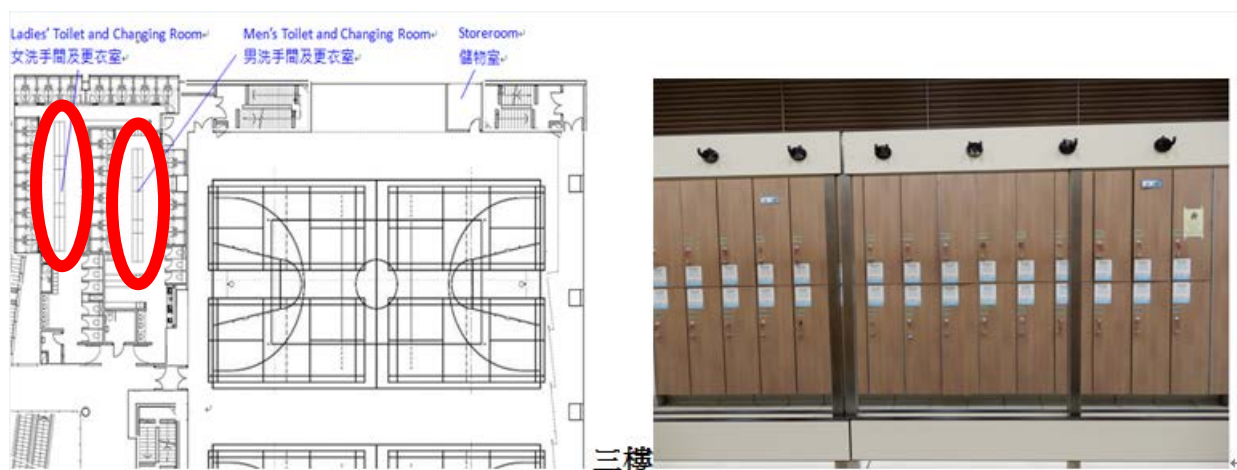 Ladies' Toilet and Changing Room
女洗手間及更衣室
Men's Toilet and Changing Room
男洗手間及更衣室
Storeroom
儲物室
三樓